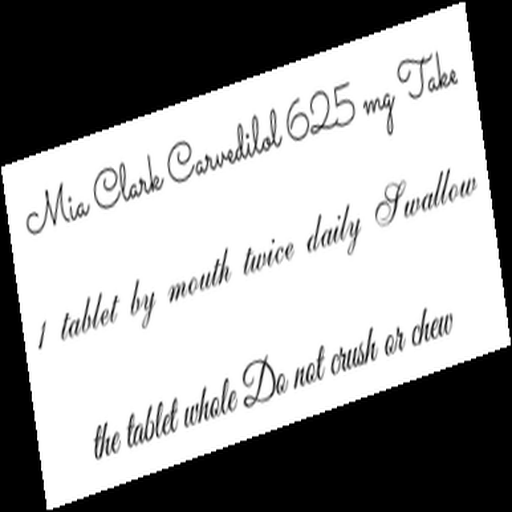 Mia Clark Carvedilol 625 mg Take
1 tablet by mouth twice daily Swallow
the tablet whole Do not crush or chew